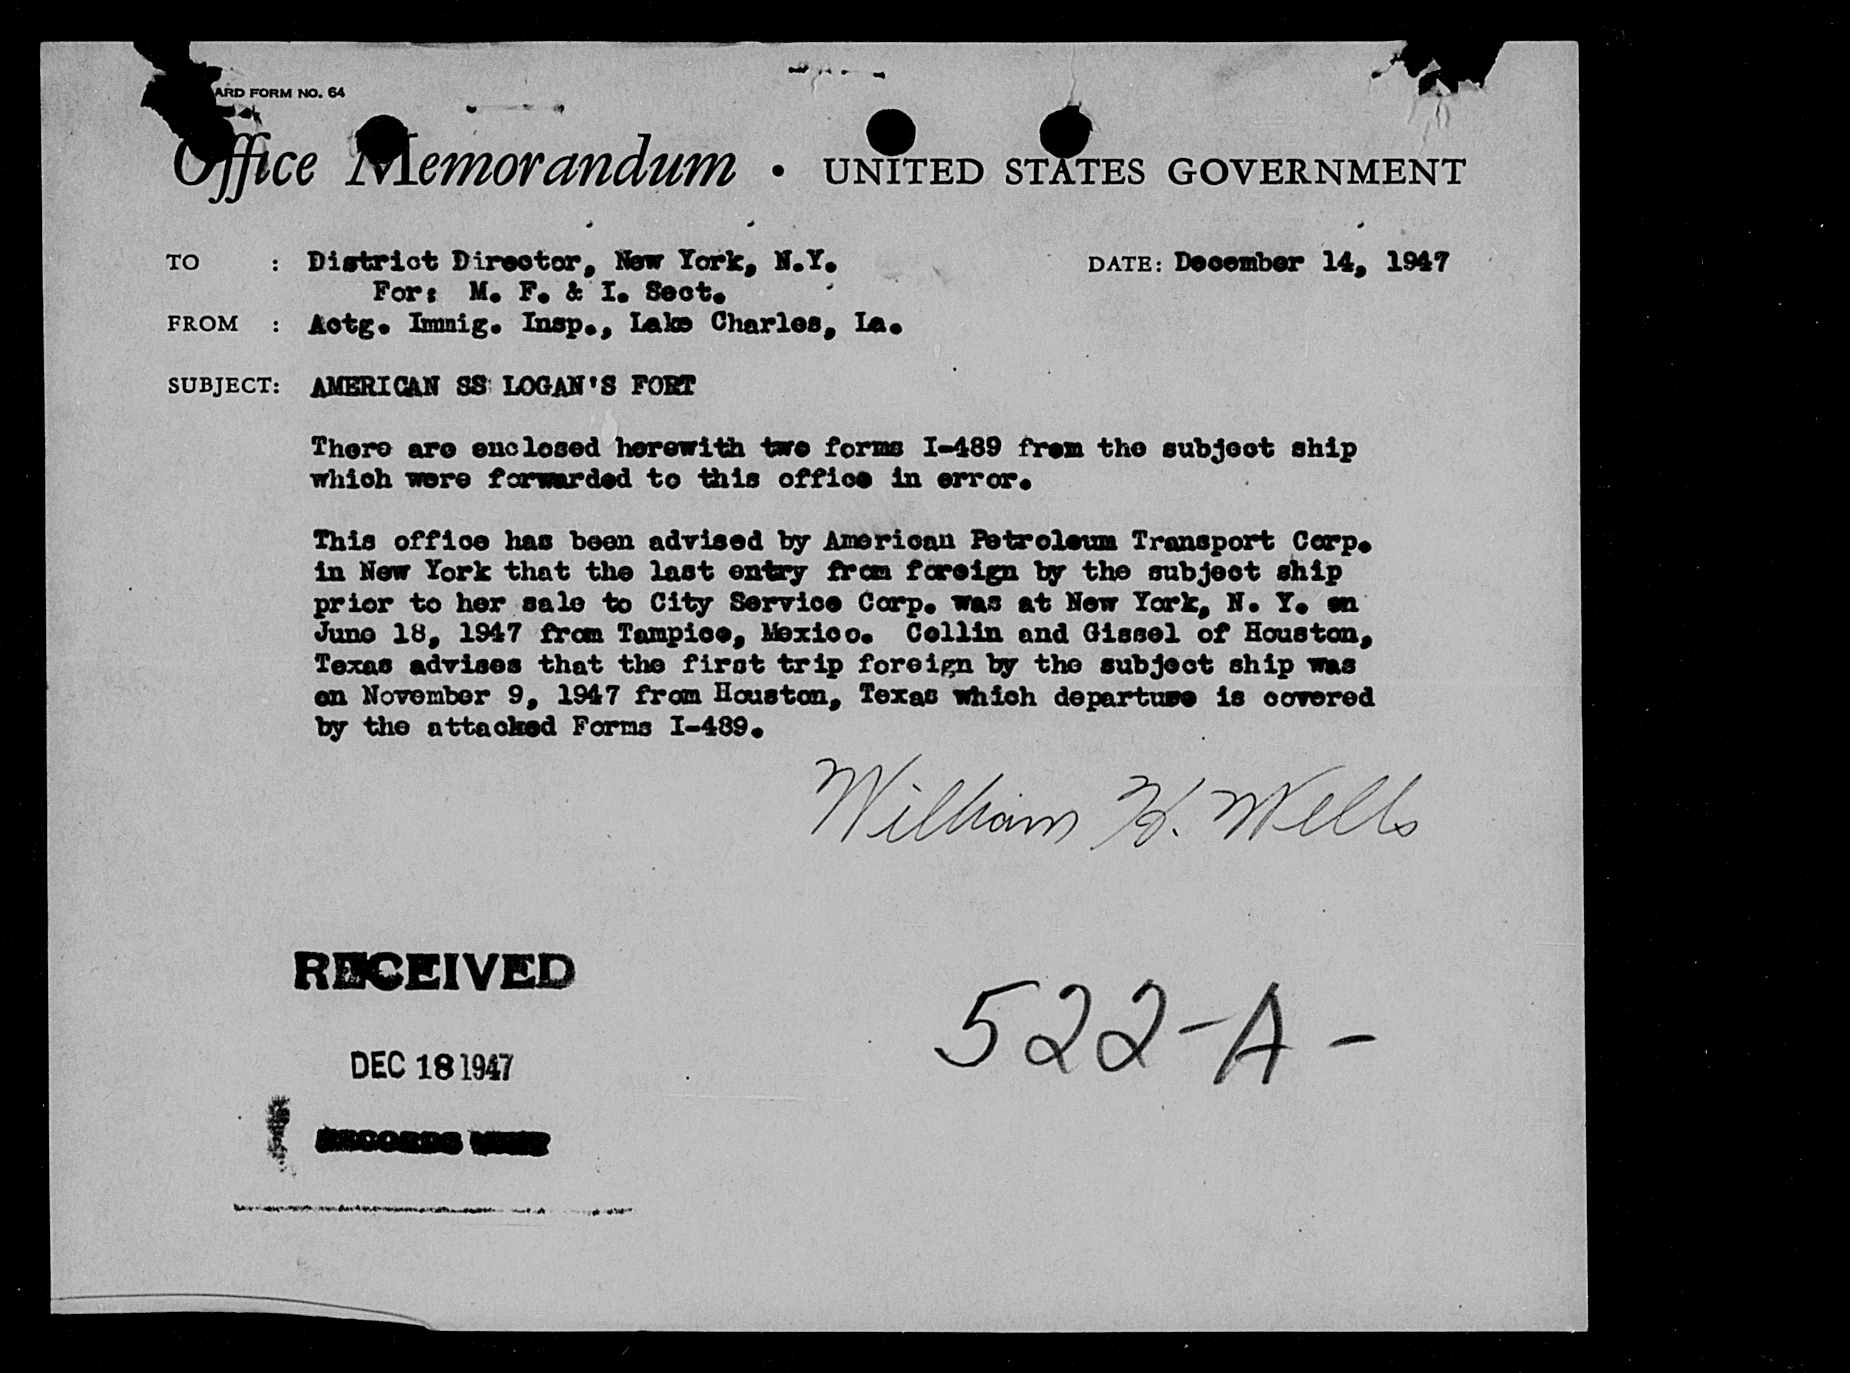 ARD FORM NO. 64
Office Memorandum • UNITED STATES GOVERNMENT
TO : District Director, New York, N.Y. DATE: December 14, 1947
For: M. F. & I. Sect.
FROM : Actg. Immig. Insp., Lake Charles, La.
SUBJECT: AMERICAN SS LOGAN'S FORT
There are enclosed herewith two forms I-489 from the subject ship
which were forwarded to this office in error.
This office has been advised by American Petroleum Transport Corp.
in New York that the last entry from foreign by the subject ship
prior to her sale to City Service Corp. was at New York, N. Y. on
June 18, 1947 from Tampico, Mexico. Collin and Gissel of Houston,
Texas advises that the first trip foreign by the subject ship was
on November 9, 1947 from Houston, Texas which departure is covered
by the attacked Forms I-489.
William H. Wells
RECEIVED
522-A-
DEC 18 1947
RECORDS UNIT